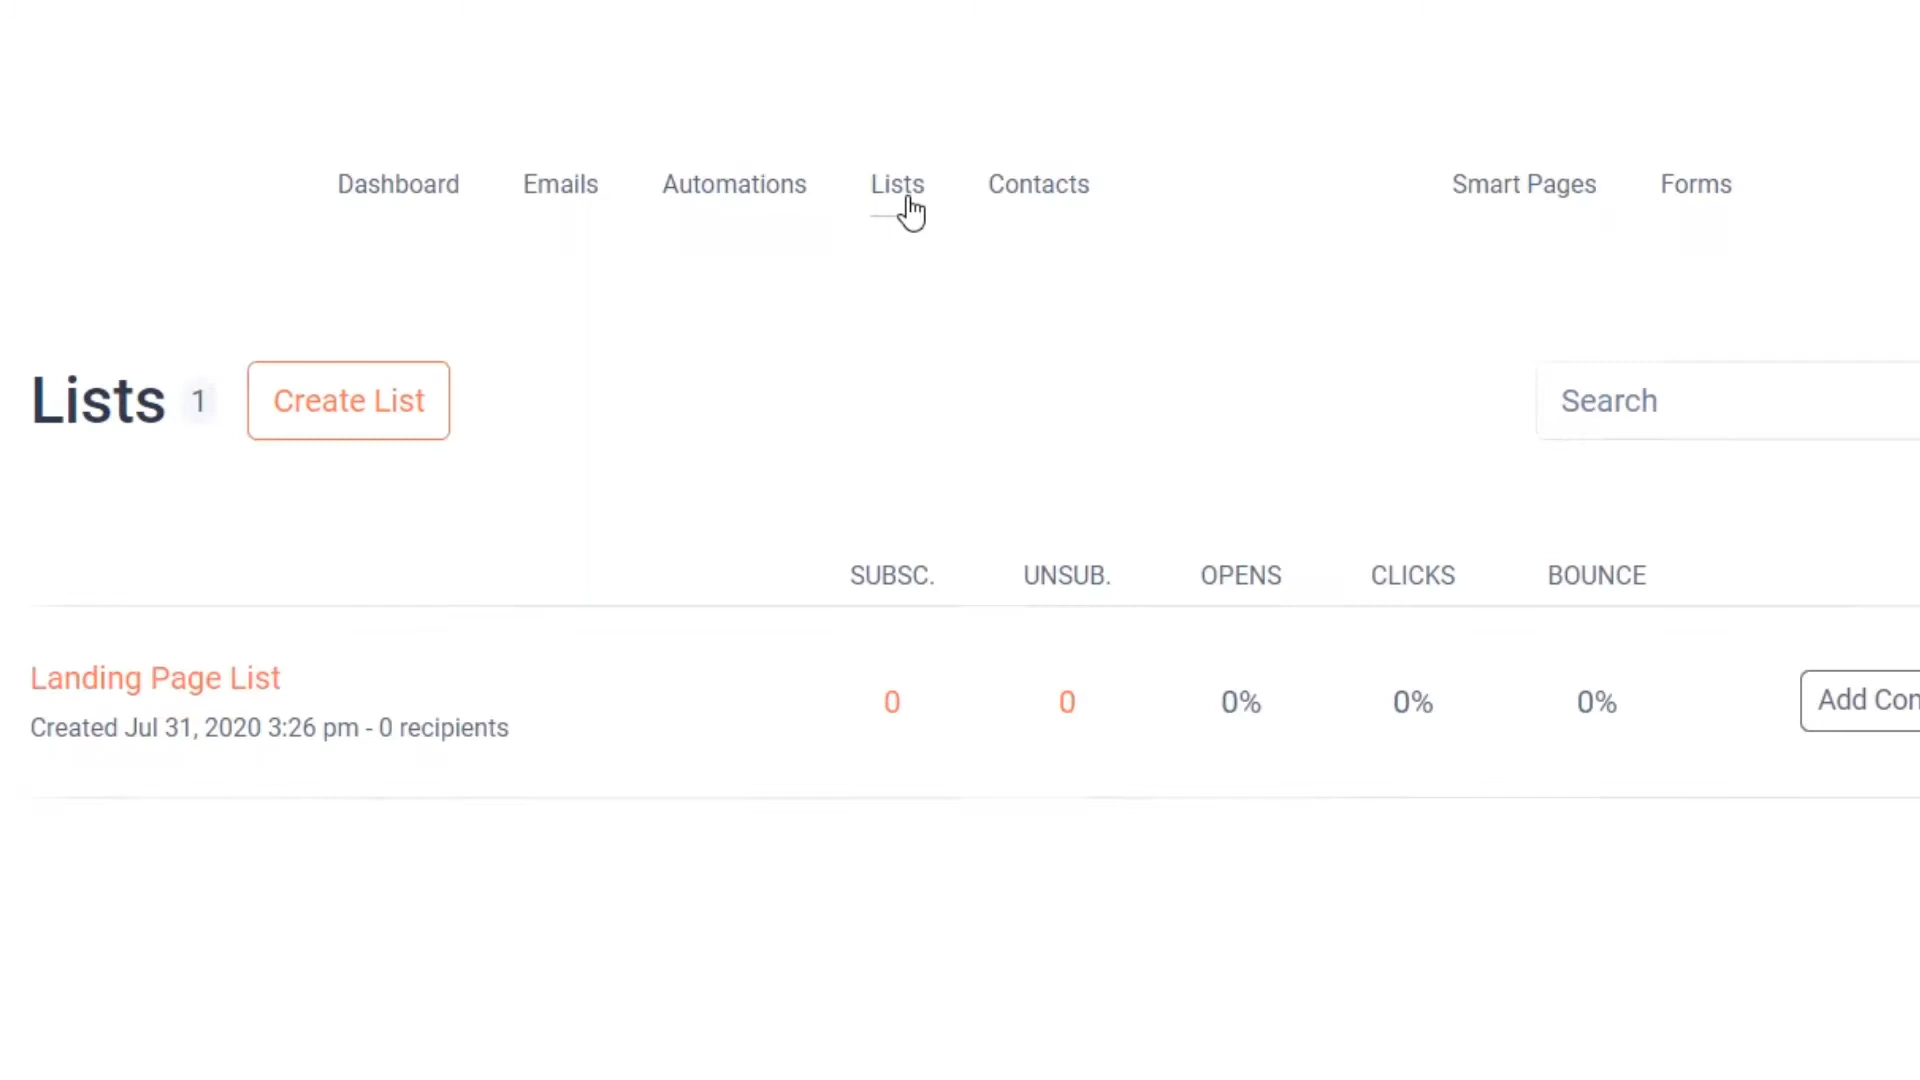 Dashboard Emails Automations Lists Contacts Smart Pages Forms
Lists 1 Create List Search
SUBSC. UNSUB. OPENS CLICKS BOUNCE
Landing Page List
0 0 0% 0% 0% Add
Created Jul 31, 2020 3:26 pm - 0 recipients